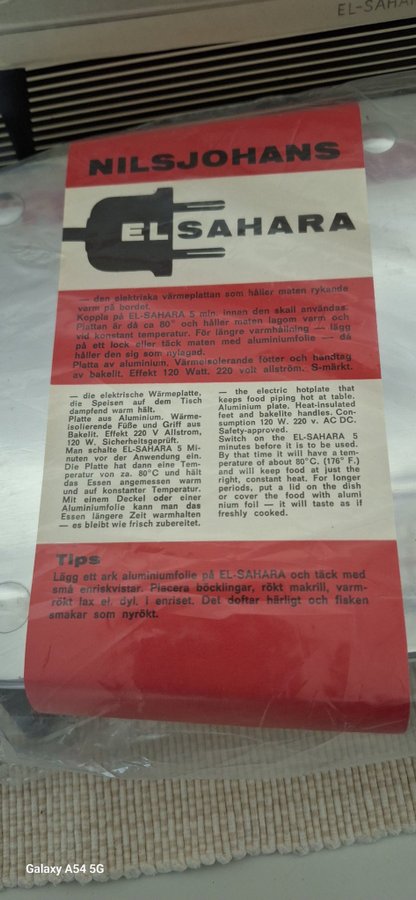 EL-SAHA
NILSJOHANS
EL SAHARA
— den elektriska värmeplattan som håller maten rykande
varm på bordet.
Koppla på EL-SAHARA 5 min. innan den skall användas.
Plattan är då ca 80° och håller maten lagom varm och
vid konstant temperatur. För längre varmhållning — lägg
på ett lock eller täck maten med aluminiumfolie — då
håller den sig som nylagad.
Platta av aluminium. Värmeisolerande fötter och handtag
av bakelit. Effekt 120 Watt. 220 volt allström. S-märkt.
— die elektrische Wärmeplatte,
die Speisen auf dem Tisch
dampfend warm hält.
Platte aus Aluminium. Wärme-
isolierende Füße und Griff aus
Bakelit. Effekt 220 V Allstrom,
120 W. Sicherheitsgeprüft.
Man schalte EL-SAHARA 5 Mi-
nuten vor der Anwendung ein.
Die Platte hat dann eine Tem-
peratur von za. 80°C und hält
das Essen angemessen warm
und auf konstanter Temperatur.
Mit einem Deckel oder einer
Aluminiumfolie kann man das
Essen längere Zeit warmhalten
— es bleibt wie frisch zubereitet.
— the electric hotplate that
keeps food piping hot at table.
Aluminium plate. Heat-insulated
feet and bakelite handles. Con-
sumption 120 W. 220 v. AC DC.
Safety-approved.
Switch on the EL-SAHARA 5
minutes before it is to be used.
By that time it will have a tem-
perature of about 80°C. (176° F.)
and will keep food at just the
right, constant heat. For longer
periods, put a lid on the dish
or cover the food with alumi
nium foil — it will taste as if
freshly cooked.
Tips
Lägg ett ark aluminiumfolie på EL-SAHARA och täck med
små enriskvistar. Placera böcklingar, rökt makrill, varm-
rökt lax el. dyl. i enriset. Det doftar härligt och fisken
smakar som nyrökt.
Galaxy A54 5G